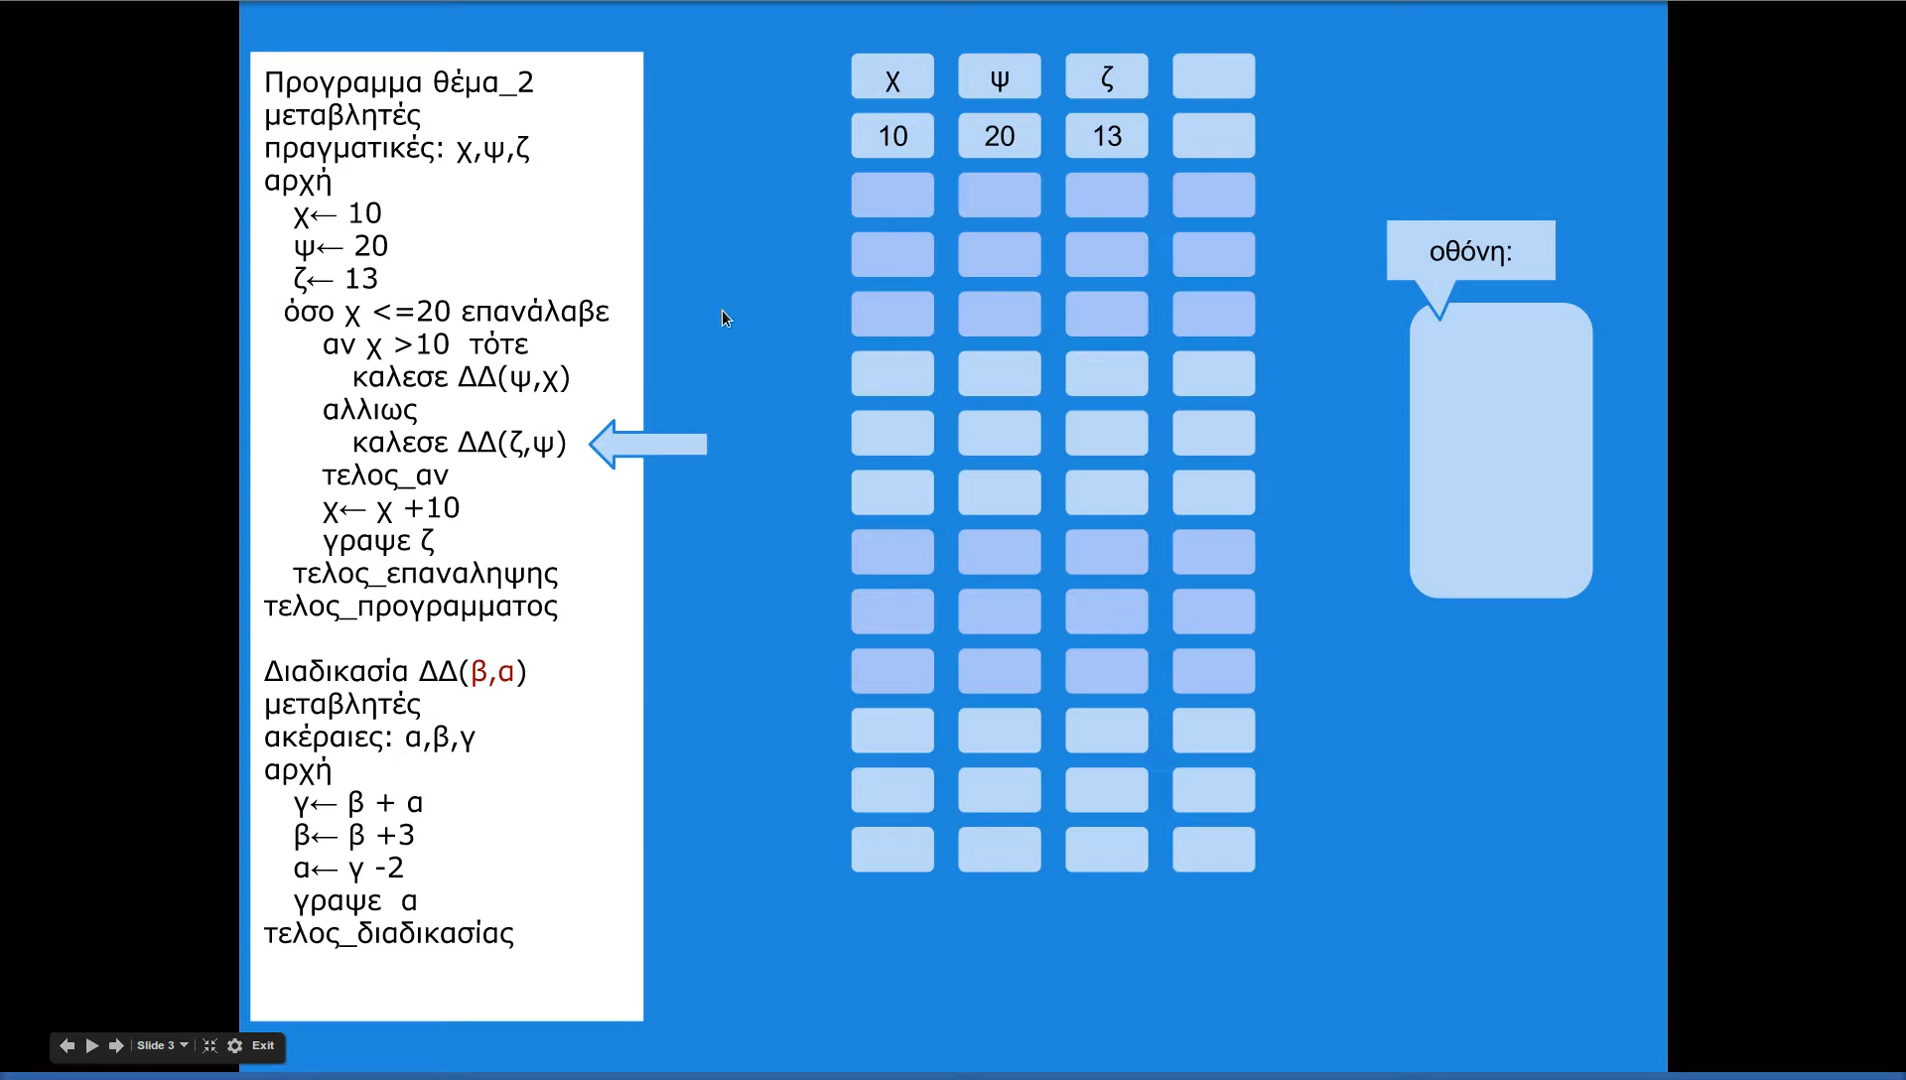 Προγραμμα θέμα_2
μεταβλητές
πραγματικές: χ,ψ,ζ
αρχή
χ← 10
ψ← 20
ζ← 13
όσο χ <=20 επανάλαβε
αν χ >10 τότε
καλεσε ΔΔ(ψ,χ)
αλλιως
καλεσε ΔΔ(ζ,ψ)
τελος_αν
χ← χ +10
γραψε ζ
τελος_επαναληψης
τελος_προγραμματος
Διαδικασία ΔΔ(β,α)
μεταβλητές
ακέραιες: α,β,γ
αρχή
γ← β + α
β← β +3
α← γ -2
γραψε α
τελος_διαδικασίας
χ ψ ζ
10 20 13
οθόνη:
Slide 3 Exit